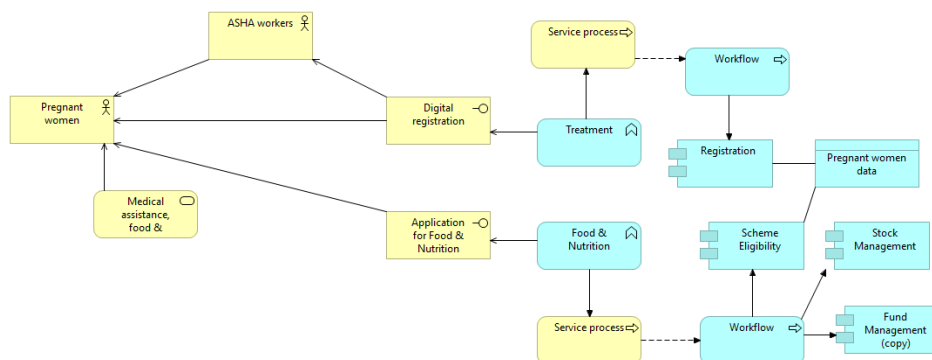 ASHA workers
Service process
Workflow
Pregnant
women
Digital
registration
Treatment
Registration
Pregnant women
data
Medical
assistance,
food &
Application
for Food &
Nutrition
Food &
Nutrition
Scheme
Eligibility
Stock
Management
Service process
Workflow
Fund
Management
(copy)